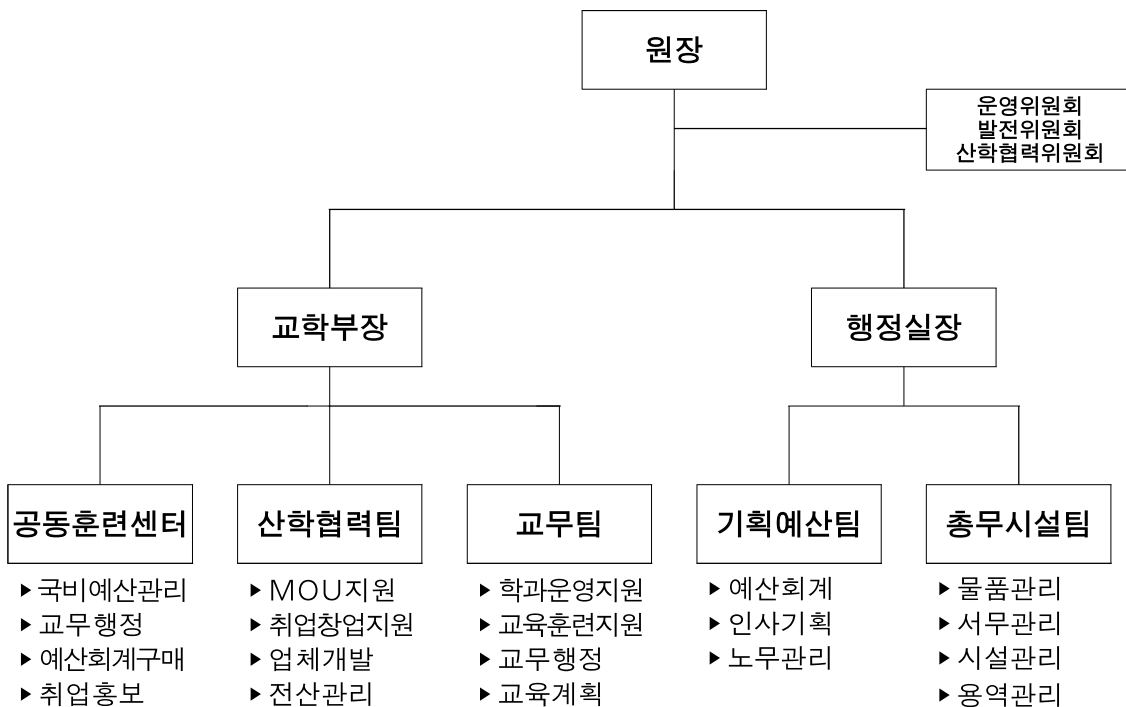 원장
운영위원회
발전위원회
산학협력위원회
교학부장
행정실장
공동훈련센터
▶ 국비예산관리
▶ 교무행정
▶ 예산회계구매
▶ 취업홍보
산학협력팀
▶ MOU지원
▶ 취업창업지원
▶ 업체개발
▶ 전산관리
교무팀
▶ 학과운영지원
▶ 교육훈련지원
▶ 교무행정
▶ 교육계획
기획예산팀
▶ 예산회계
▶ 인사기획
▶ 노무관리
총무시설팀
▶ 물품관리
▶ 서무관리
▶ 시설관리
▶ 용역관리